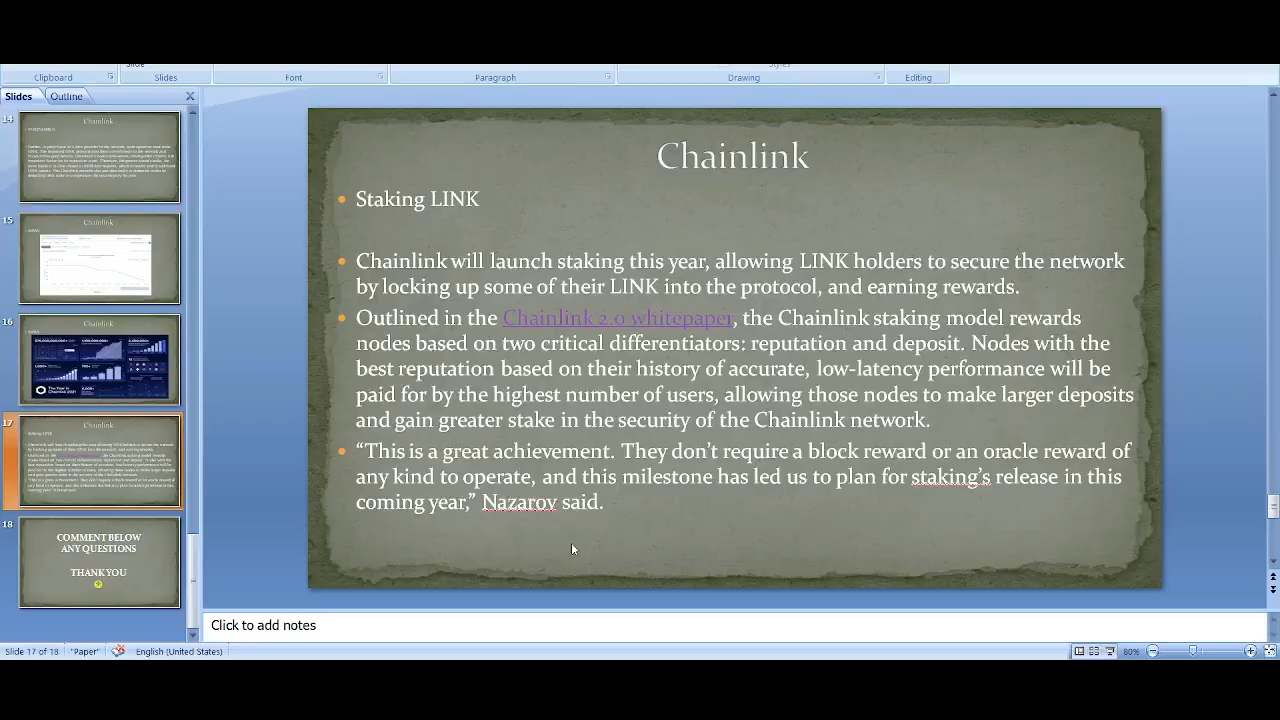 Clipboard
Slides
Font
Paragraph
Drawing
Editing
Slides
Outline
14
Chainlink
15
Chainlink
16
Chainlink
17
Chainlink
18
COMMENT BELOW
ANY QUESTIONS
THANK YOU
Chainlink
Staking LINK
Chainlink will launch staking this year, allowing LINK holders to secure the network
by locking up some of their LINK into the protocol, and earning rewards.
Outlined in the Chainlink 2.0 whitepaper, the Chainlink staking model rewards
nodes based on two critical differentiators: reputation and deposit. Nodes with the
best reputation based on their history of accurate, low-latency performance will be
paid for by the highest number of users, allowing those nodes to make larger deposits
and gain greater stake in the security of the Chainlink network.
“This is a great achievement. They don’t require a block reward or an oracle reward of
any kind to operate, and this milestone has led us to plan for staking’s release in this
coming year,” Nazarov said.
Click to add notes
Slide 17 of 18
"Paper"
English (United States)
80%